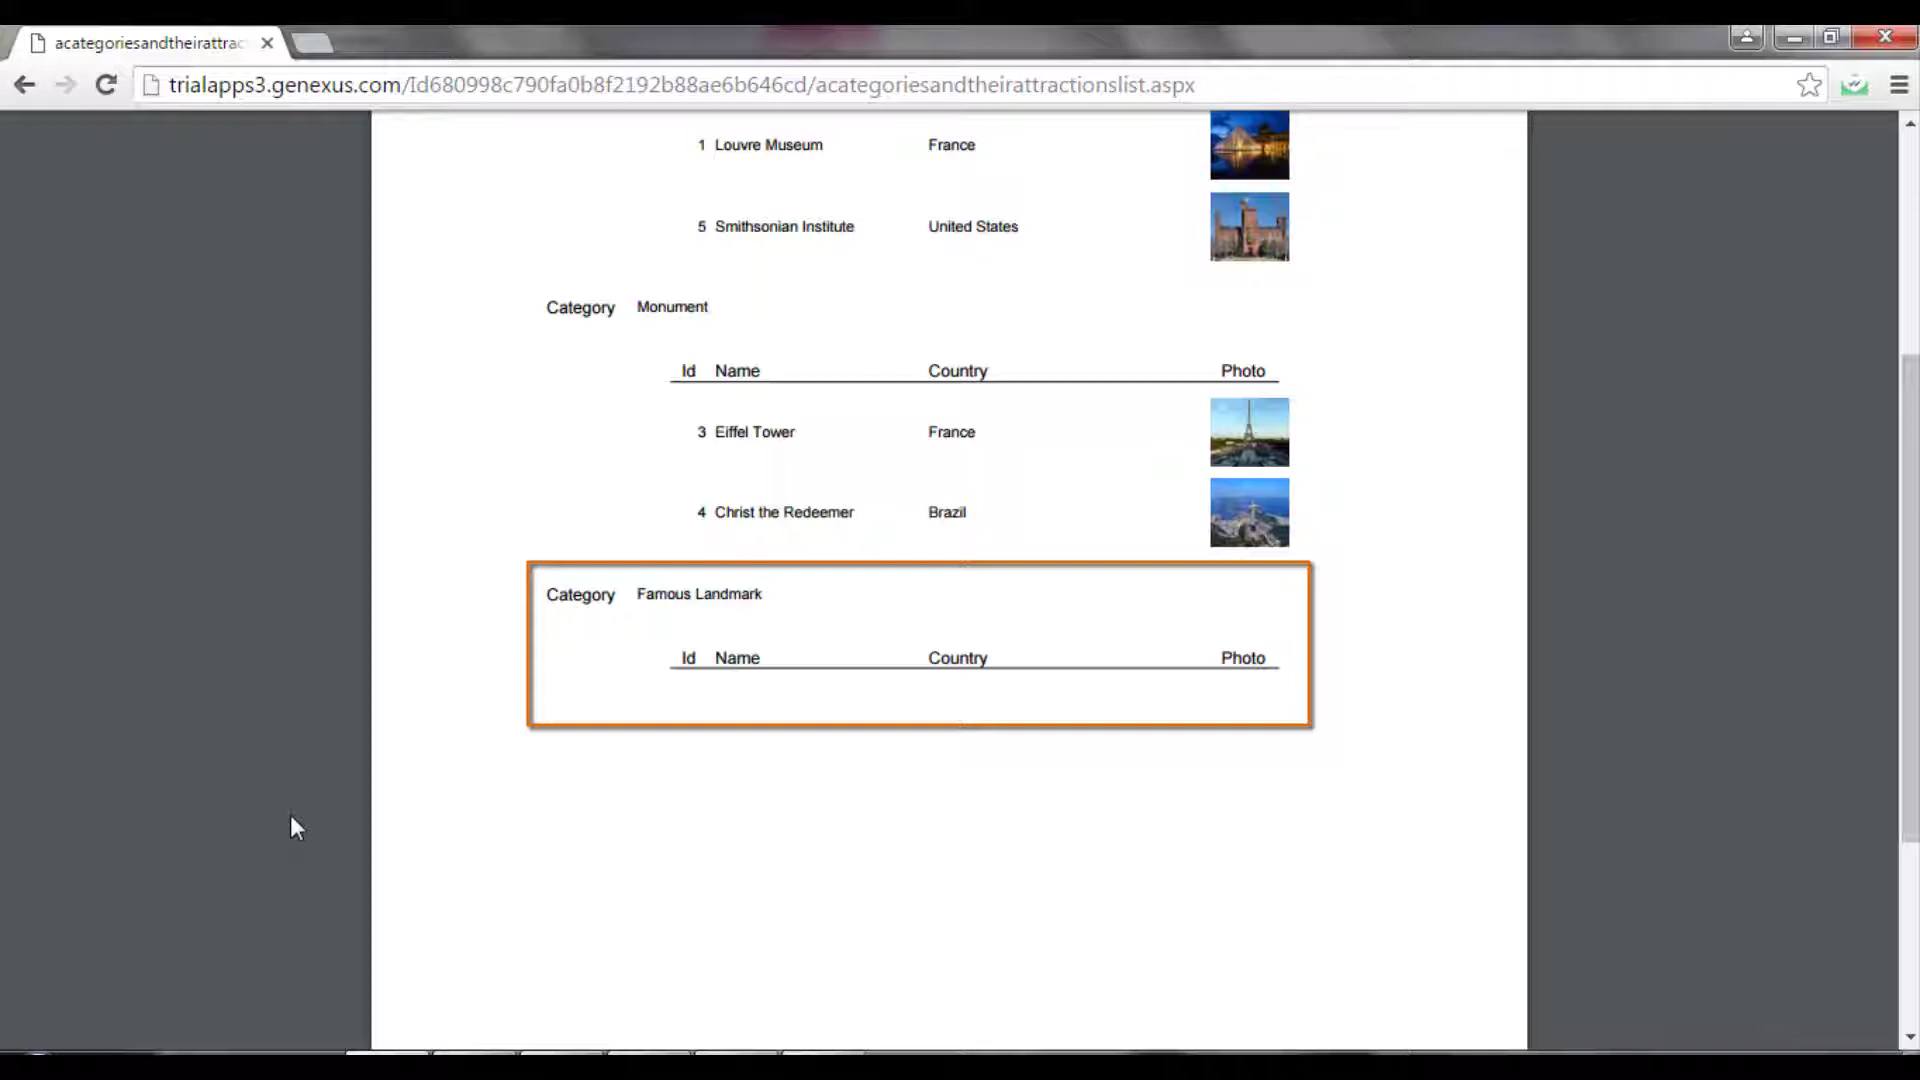 acategoriesandtheirattrac
trialapps3.genexus.com/Id680998c790fa0b8f2192b88ae6b646cd/acategoriesandtheirattractionslist.aspx
1 Louvre Museum France
5 Smithsonian Institute United States
Category Monument
Id Name Country Photo
3 Eiffel Tower France
4 Christ the Redeemer Brazil
Category Famous Landmark
Id Name Country Photo